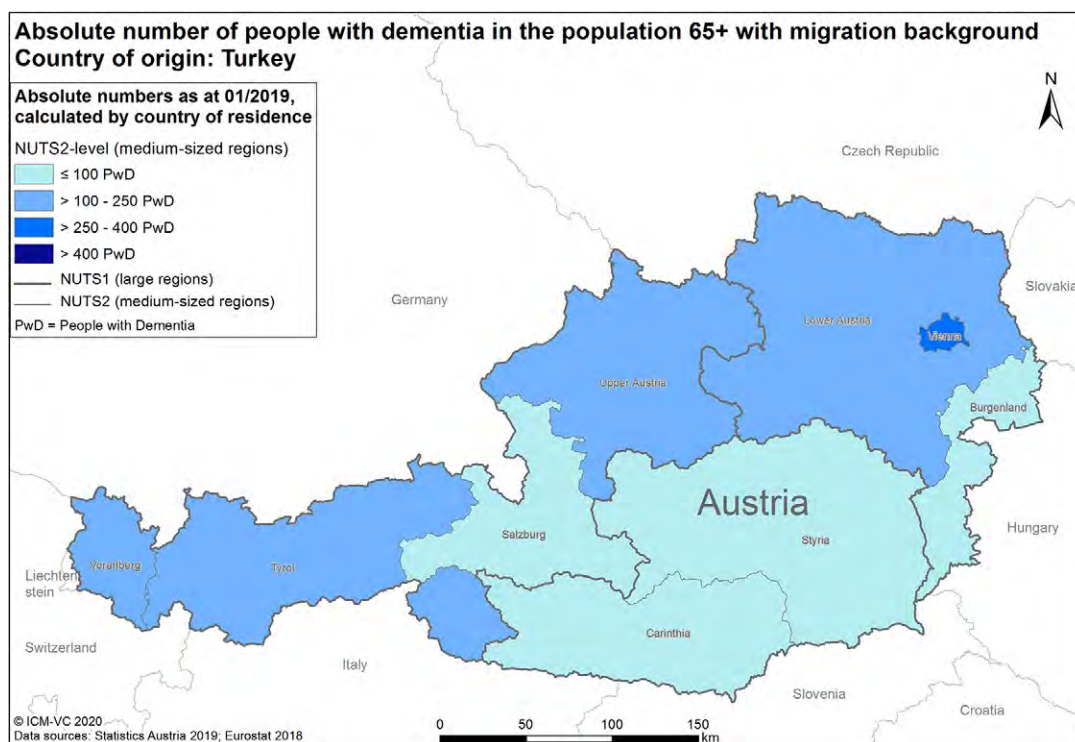 Absolute number of people with dementia in the population 65+ with migration background
Country of origin: Turkey
Absolute numbers as at 01/2019,
calculated by country of residence
NUTS2-level (medium-sized regions)
≤ 100 PwD
> 100 - 250 PwD
> 250 - 400 PwD
> 400 PwD
NUTS1 (large regions)
NUTS2 (medium-sized regions)
PwD = People with Dementia
N
Czech Republic
Slovakia
Germany
Lower Austria
Vienna
Upper Austria
Burgenland
Austria
Salzburg
Styria
Hungary
Vorarlberg
Tyrol
Liechten
stein
Carinthia
Switzerland
Italy
Slovenia
Croatia
© ICM-VC 2020
Data sources: Statistics Austria 2019; Eurostat 2018
0 50 100 150
km